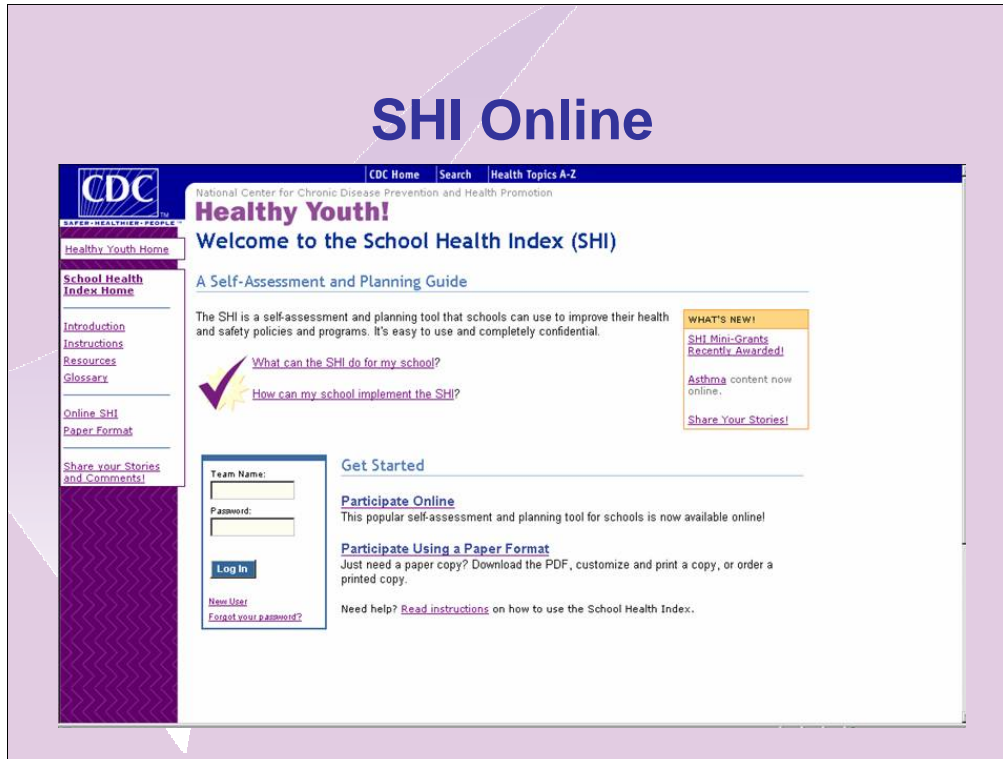 SHI Online
CDC Home | Search | Health Topics A-Z
CDC
TM
SAFER•HEALTHIER•PEOPLE™
National Center for Chronic Disease Prevention and Health Promotion
Healthy Youth!
Welcome to the School Health Index (SHI)
Healthy Youth Home
School Health
Index Home
Introduction
Instructions
Resources
Glossary
Online SHI
Paper Format
Share your Stories
and Comments!
A Self-Assessment and Planning Guide
The SHI is a self-assessment and planning tool that schools can use to improve their health
and safety policies and programs. It's easy to use and completely confidential.
What can the SHI do for my school?
How can my school implement the SHI?
WHAT'S NEW!
SHI Mini-Grants
Recently Awarded!
Asthma content now
online.
Share Your Stories!
Team Name:
Password:
Log In
New User
Forgot your password?
Get Started
Participate Online
This popular self-assessment and planning tool for schools is now available online!
Participate Using a Paper Format
Just need a paper copy? Download the PDF, customize and print a copy, or order a
printed copy.
Need help? Read instructions on how to use the School Health Index.